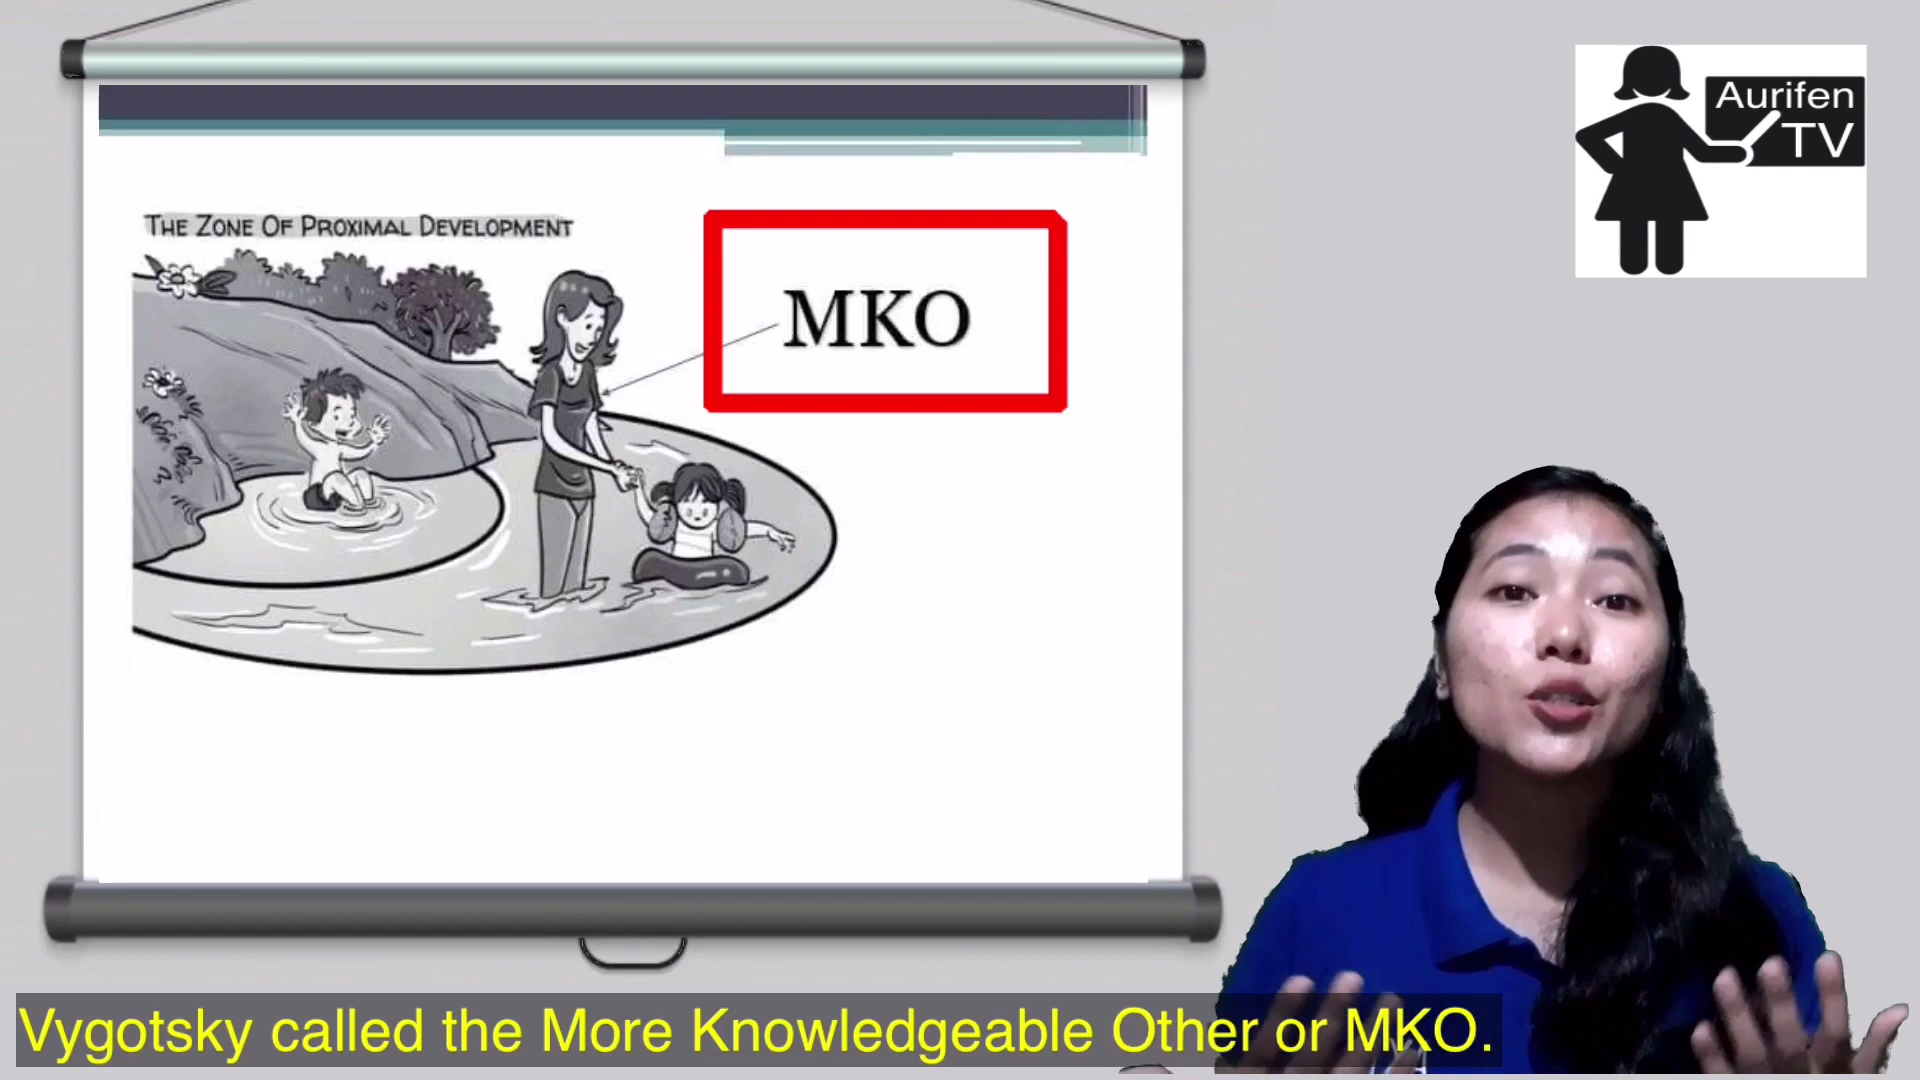 THE ZONE OF PROXIMAL DEVELOPMENT
MKO
Aurifen
TV
Vygotsky called the More Knowledgeable Other or MKO.